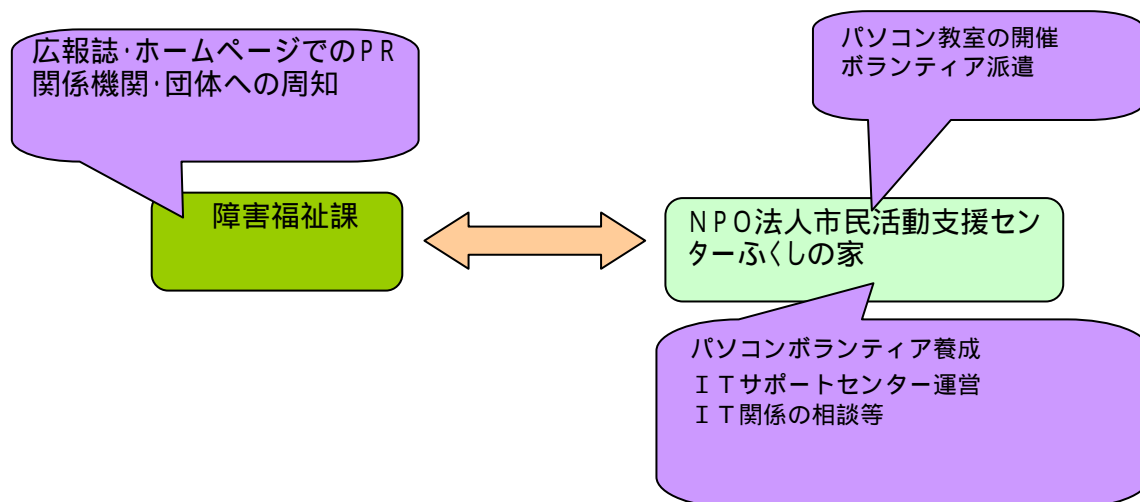 広報誌・ホームページでのPR
関係機関・団体への周知
パソコン教室の開催
ボランティア派遣
障害福祉課
ＮＰＯ法人市民活動支援セン
ターふくしの家
パソコンボランティア養成
ＩＴサポートセンター運営
ＩＴ関係の相談等